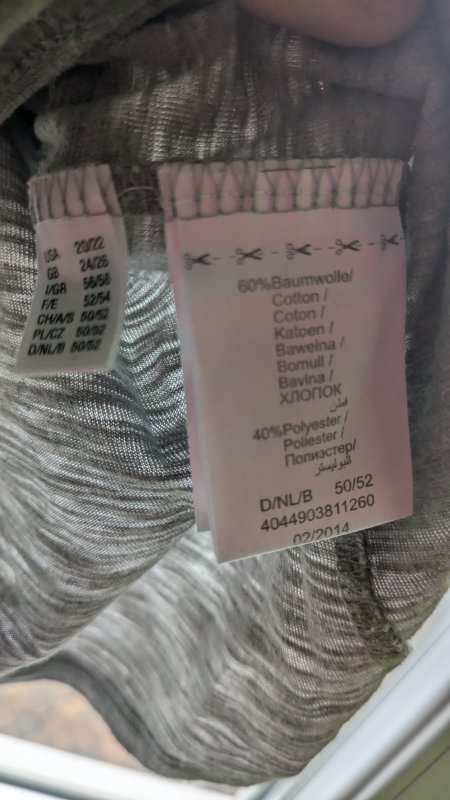 USA 20/22
GB 24/26
I/GR 56/58
F/E 52/54
CH/A/S 50/52
PL/CZ 50/52
D/NL/B 50/52
60%Baumwolle/
Cotton /
Coton /
Katoen /
Bawełna /
Bomull /
Bavlna /
ХЛОПОК
قطن
40%Polyester /
Poliester /
Полиэстер/
للبوليستر
D/NL/B 50/52
4044903811260
02/2014